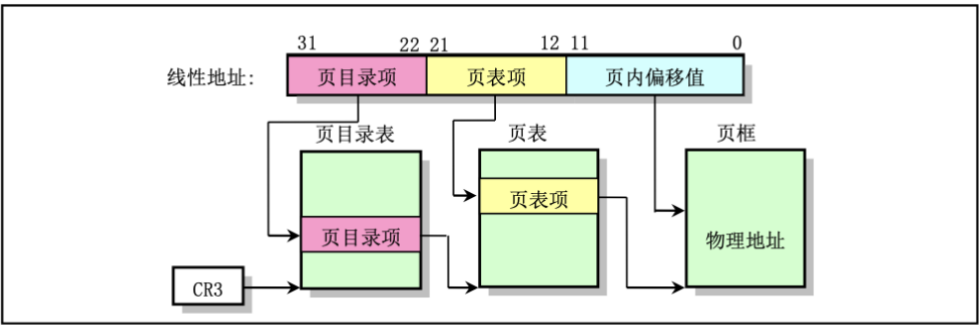 31 22 21 12 11 0
线性地址: 页目录项 页表项 页内偏移值
页目录表 页表 页框
页表项
页目录项 物理地址
CR3